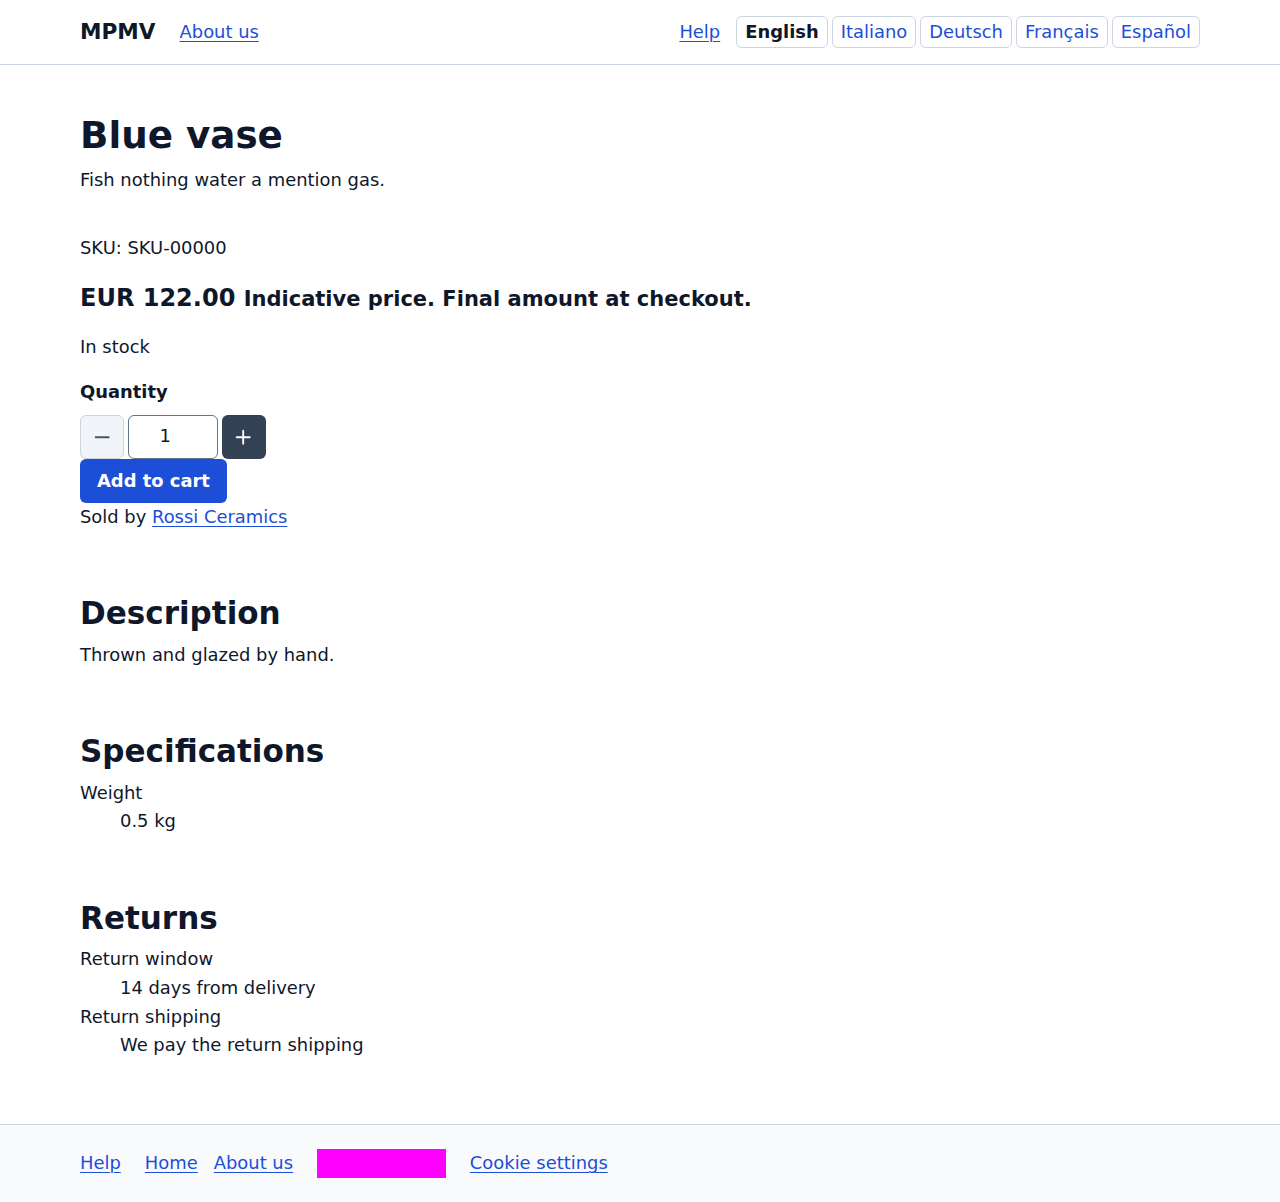 MPMV About us Help English Italiano Deutsch Français Español
Blue vase
Fish nothing water a mention gas.
SKU: SKU-00000
EUR 122.00 Indicative price. Final amount at checkout.
In stock
Quantity
− 1 +
Add to cart
Sold by Rossi Ceramics
Description
Thrown and glazed by hand.
Specifications
Weight
0.5 kg
Returns
Return window
14 days from delivery
Return shipping
We pay the return shipping
Help Home About us Cookie settings